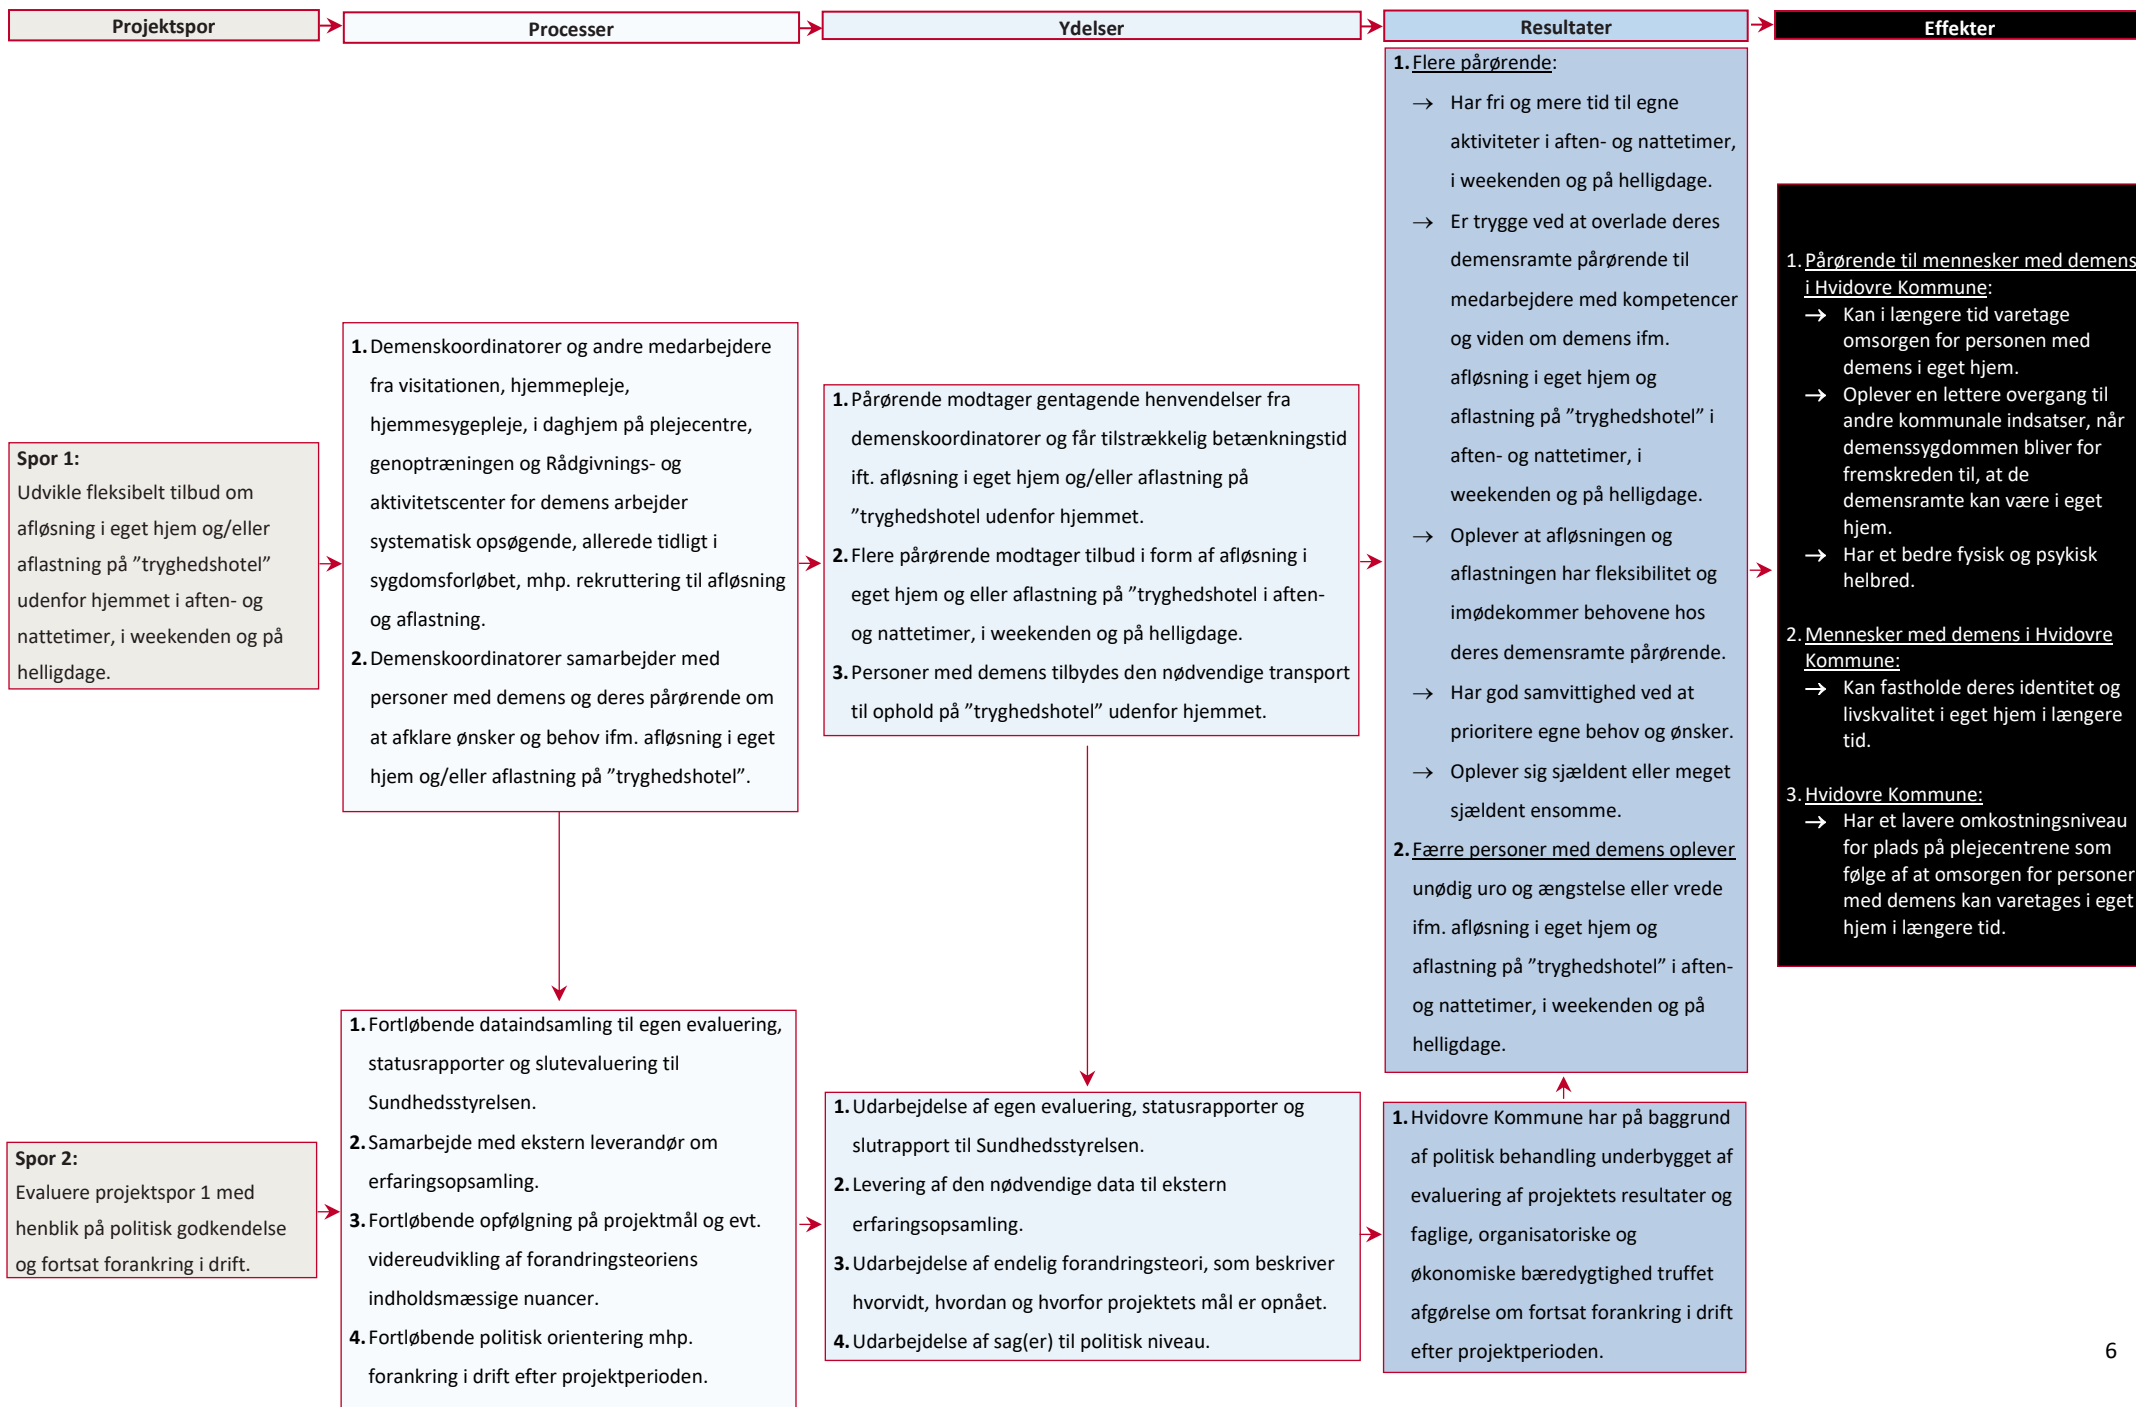 Projektspor
Processer
Ydelser
Resultater
Effekter
Spor 1:
Udvikle fleksibelt tilbud om
afløsning i eget hjem og/eller
aflastning på ”tryghedshotel”
udenfor hjemmet i aften- og
nattetimer, i weekenden og på
helligdage.
1. Demenskoordinatorer og andre medarbejdere
fra visitationen, hjemmepleje,
hjemmesygepleje, i daghjem på plejecentre,
genoptræningen og Rådgivnings- og
aktivitetscenter for demens arbejder
systematisk opsøgende, allerede tidligt i
sygdomsforløbet, mhp. rekruttering til afløsning
og aflastning.
2. Demenskoordinatorer samarbejder med
personer med demens og deres pårørende om
at afklare ønsker og behov ifm. afløsning i eget
hjem og/eller aflastning på ”tryghedshotel”.
1. Pårørende modtager gentagende henvendelser fra
demenskoordinatorer og får tilstrækkelig betænkningstid
ift. afløsning i eget hjem og/eller aflastning på
”tryghedshotel udenfor hjemmet.
2. Flere pårørende modtager tilbud i form af afløsning i
eget hjem og eller aflastning på ”tryghedshotel i aften-
og nattetimer, i weekenden og på helligdage.
3. Personer med demens tilbydes den nødvendige transport
til ophold på ”tryghedshotel” udenfor hjemmet.
1. Flere pårørende:
→ Har fri og mere tid til egne
aktiviteter i aften- og nattetimer,
i weekenden og på helligdage.
→ Er trygge ved at overlade deres
demensramte pårørende til
medarbejdere med kompetencer
og viden om demens ifm.
afløsning i eget hjem og
aflastning på ”tryghedshotel” i
aften- og nattetimer, i
weekenden og på helligdage.
→ Oplever at afløsningen og
aflastningen har fleksibilitet og
imødekommer behovene hos
deres demensramte pårørende.
→ Har god samvittighed ved at
prioritere egne behov og ønsker.
→ Oplever sig sjældent eller meget
sjældent ensomme.
2. Færre personer med demens oplever
unødig uro og ængstelse eller vrede
ifm. afløsning i eget hjem og
aflastning på ”tryghedshotel” i aften-
og nattetimer, i weekenden og på
helligdage.
1. Pårørende til mennesker med demens
i Hvidovre Kommune:
→ Kan i længere tid varetage
omsorgen for personen med
demens i eget hjem.
→ Oplever en lettere overgang til
andre kommunale indsatser, når
demenssygdommen bliver for
fremskreden til, at de
demensramte kan være i eget
hjem.
→ Har et bedre fysisk og psykisk
helbred.
2. Mennesker med demens i Hvidovre
Kommune:
→ Kan fastholde deres identitet og
livskvalitet i eget hjem i længere
tid.
3. Hvidovre Kommune:
→ Har et lavere omkostningsniveau
for plads på plejecentrene som
følge af at omsorgen for personer
med demens kan varetages i eget
hjem i længere tid.
Spor 2:
Evaluere projektspor 1 med
henblik på politisk godkendelse
og fortsat forankring i drift.
1. Fortløbende dataindsamling til egen evaluering,
statusrapporter og slutevaluering til
Sundhedsstyrelsen.
2. Samarbejde med ekstern leverandør om
erfaringsopsamling.
3. Fortløbende opfølgning på projektmål og evt.
videreudvikling af forandringsteoriens
indholdsmæssige nuancer.
4. Fortløbende politisk orientering mhp.
forankring i drift efter projektperioden.
1. Udarbejdelse af egen evaluering, statusrapporter og
slutrapport til Sundhedsstyrelsen.
2. Levering af den nødvendige data til ekstern
erfaringsopsamling.
3. Udarbejdelse af endelig forandringsteori, som beskriver
hvorvidt, hvordan og hvorfor projektets mål er opnået.
4. Udarbejdelse af sag(er) til politisk niveau.
1. Hvidovre Kommune har på baggrund
af politisk behandling underbygget af
evaluering af projektets resultater og
faglige, organisatoriske og
økonomiske bæredygtighed truffet
afgørelse om fortsat forankring i drift
efter projektperioden.
6